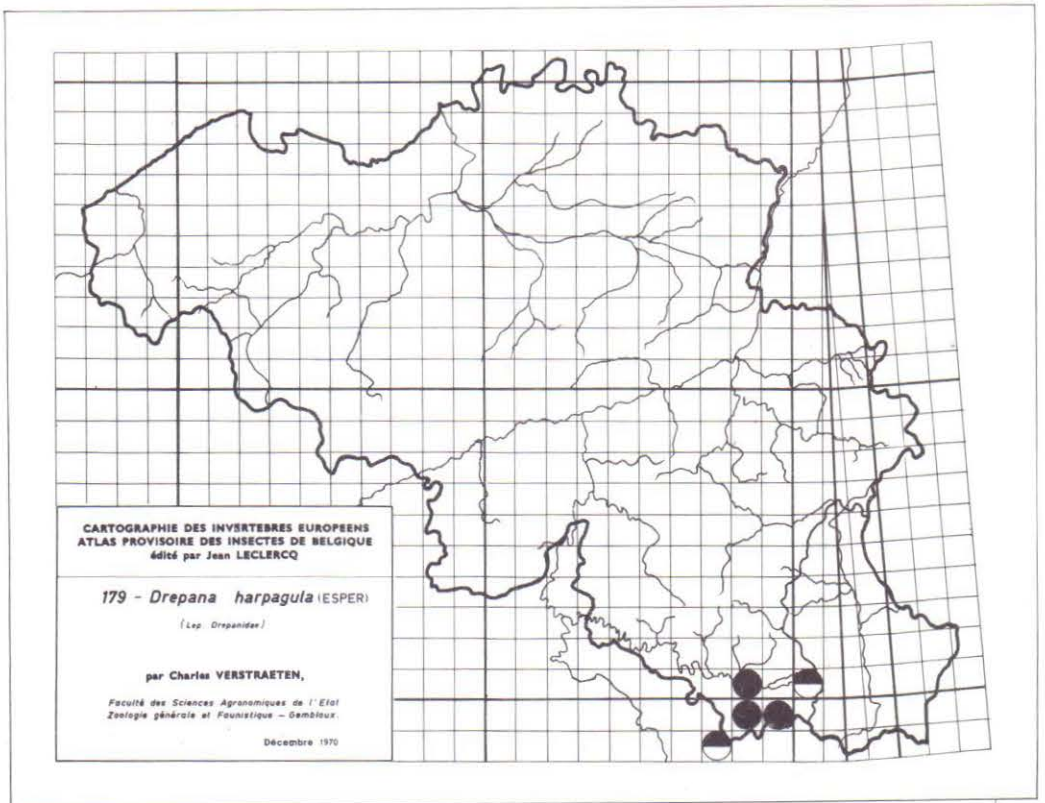 CARTOGRAPHIE DES INVERTEBRES EUROPEENS
ATLAS PROVISOIRE DES INSECTES DE BELGIQUE
édité par Jean LECLERCQ
179 - Drepana harpagula (ESPER)
(Lep. Drepanidae)
par Charles VERSTRAETEN,
Faculté des Sciences Agronomiques de l'Etat
Zoologie générale et Faunistique – Gembloux.
Décembre 1970